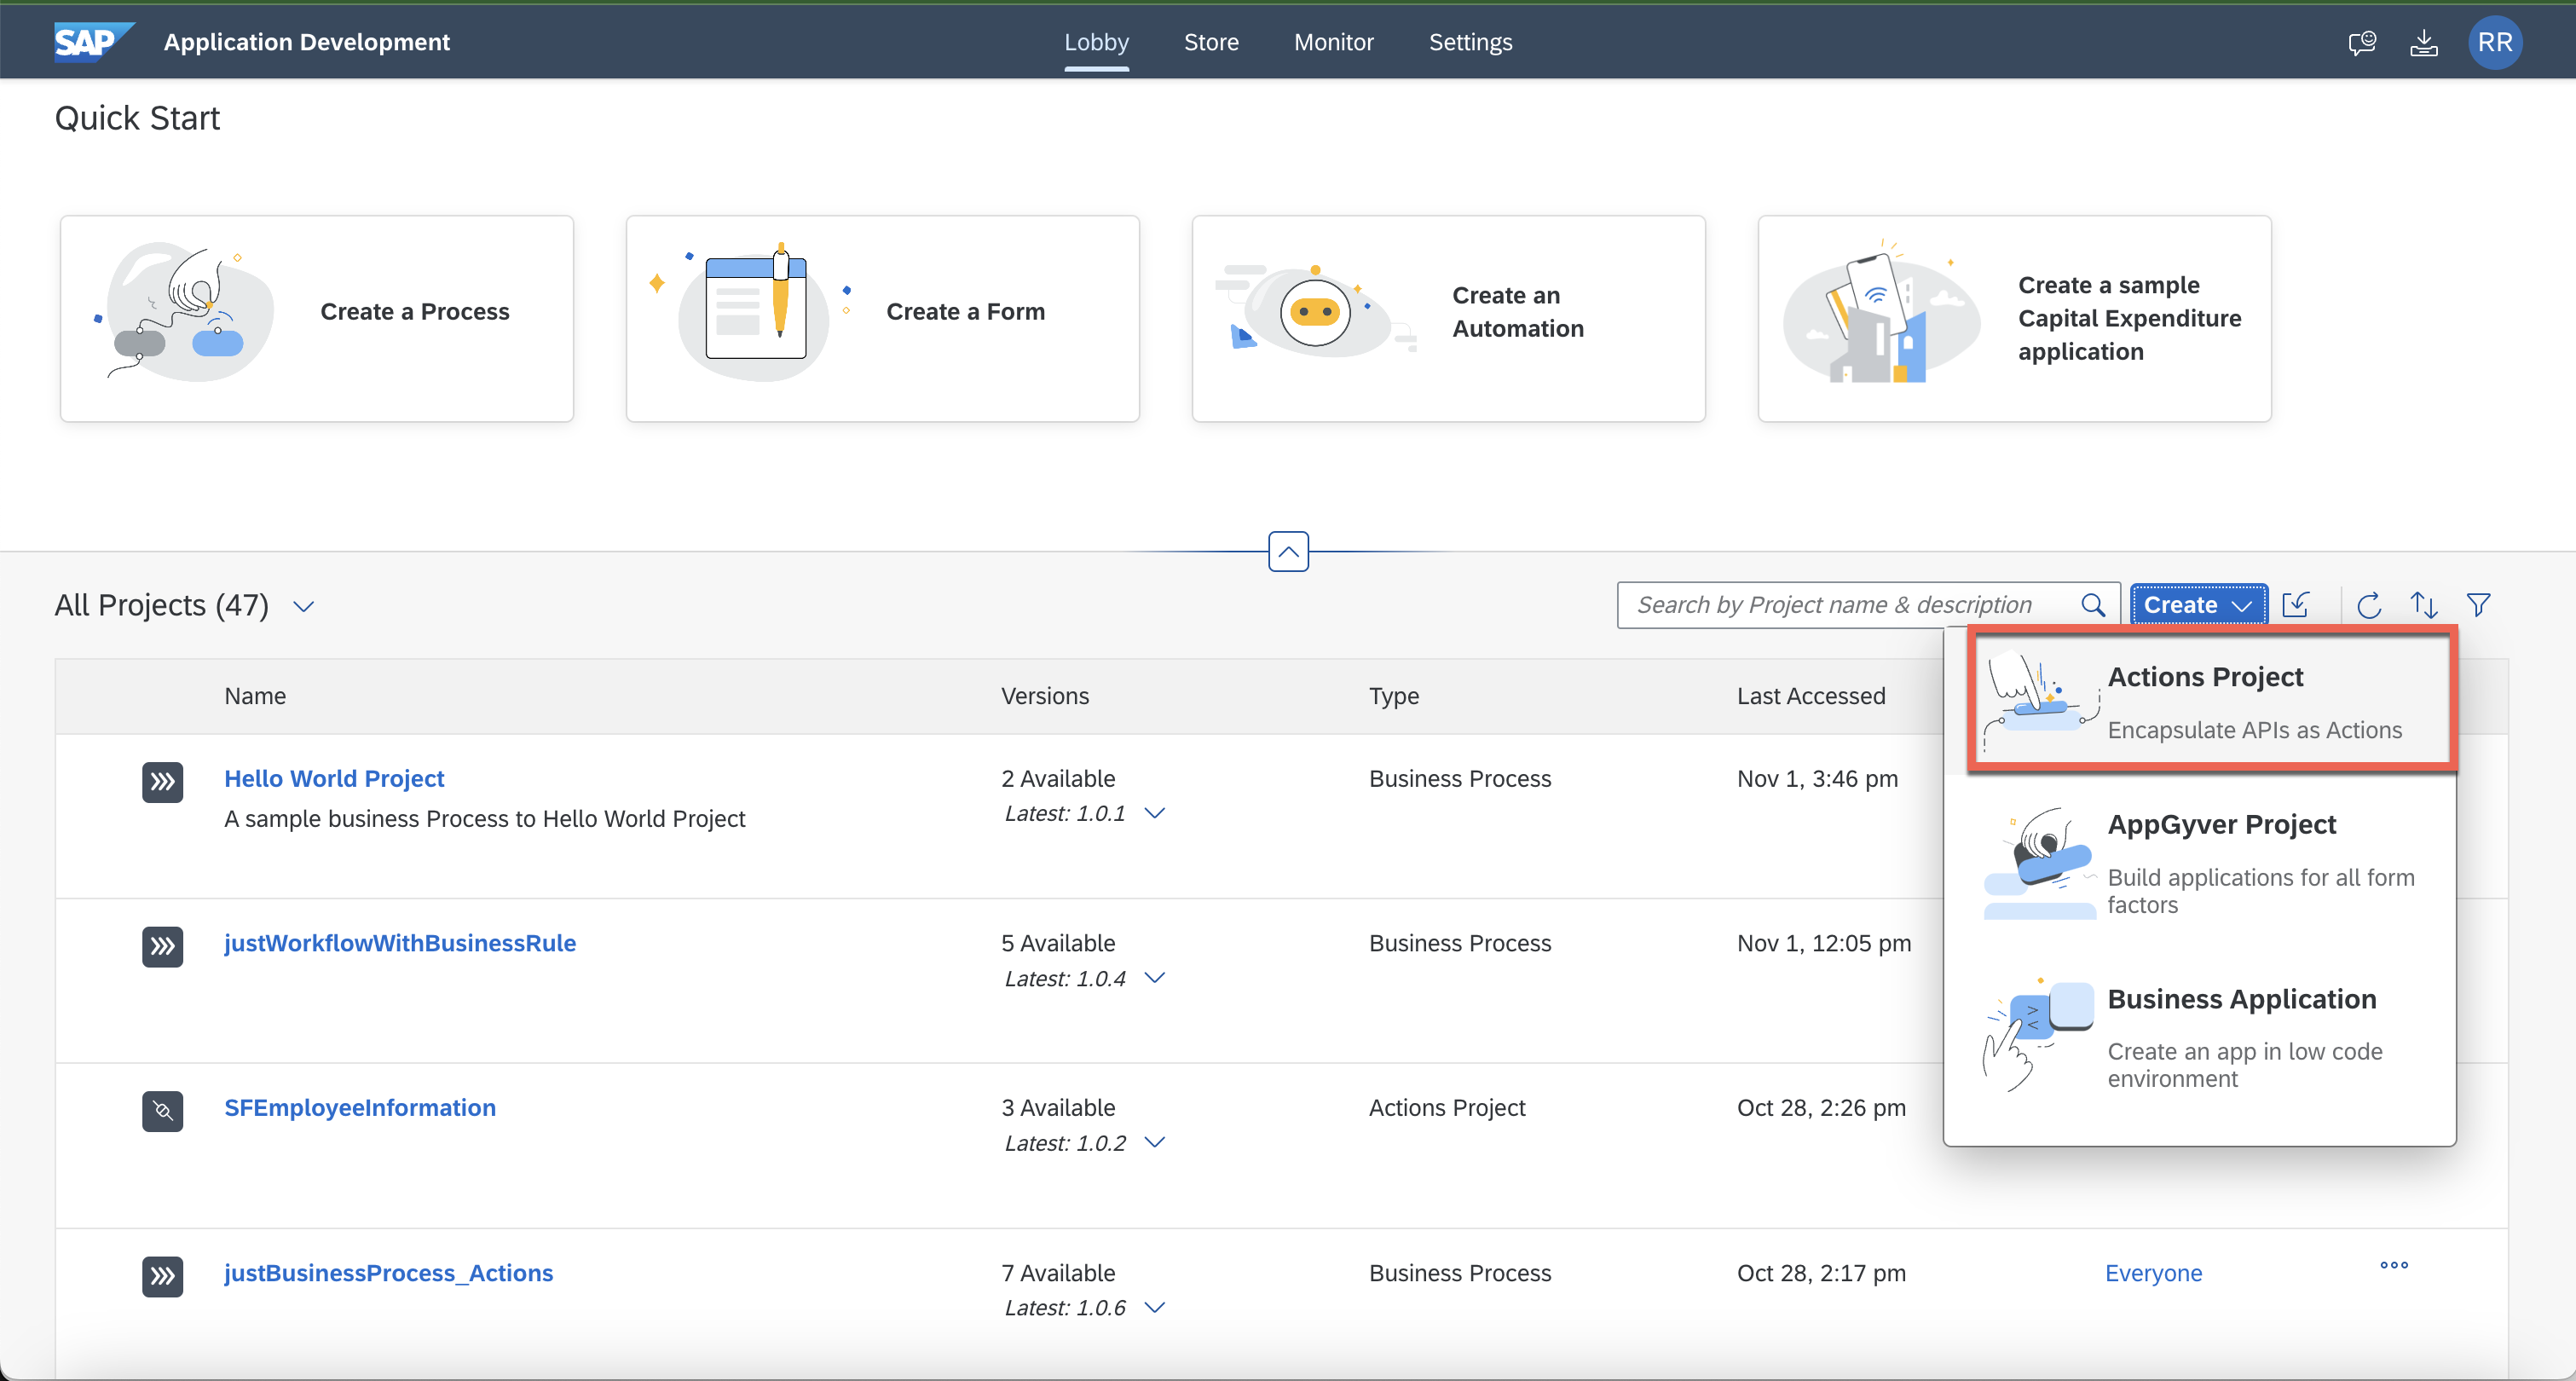 SAP
Application Development
Lobby
Store
Monitor
Settings
RR
Quick Start
Create a Process
Create a Form
Create an
Automation
Create a sample
Capital Expenditure
application
All Projects (47)
Search by Project name & description
Create
Actions Project
Encapsulate APIs as Actions
AppGyver Project
Build applications for all form
factors
Business Application
Create an app in low code
environment
Name
Versions
Type
Last Accessed
Hello World Project
A sample business Process to Hello World Project
2 Available
Latest: 1.0.1
Business Process
Nov 1, 3:46 pm
justWorkflowWithBusinessRule
5 Available
Latest: 1.0.4
Business Process
Nov 1, 12:05 pm
SFEmployeeInformation
3 Available
Latest: 1.0.2
Actions Project
Oct 28, 2:26 pm
justBusinessProcess_Actions
7 Available
Latest: 1.0.6
Business Process
Oct 28, 2:17 pm
Everyone